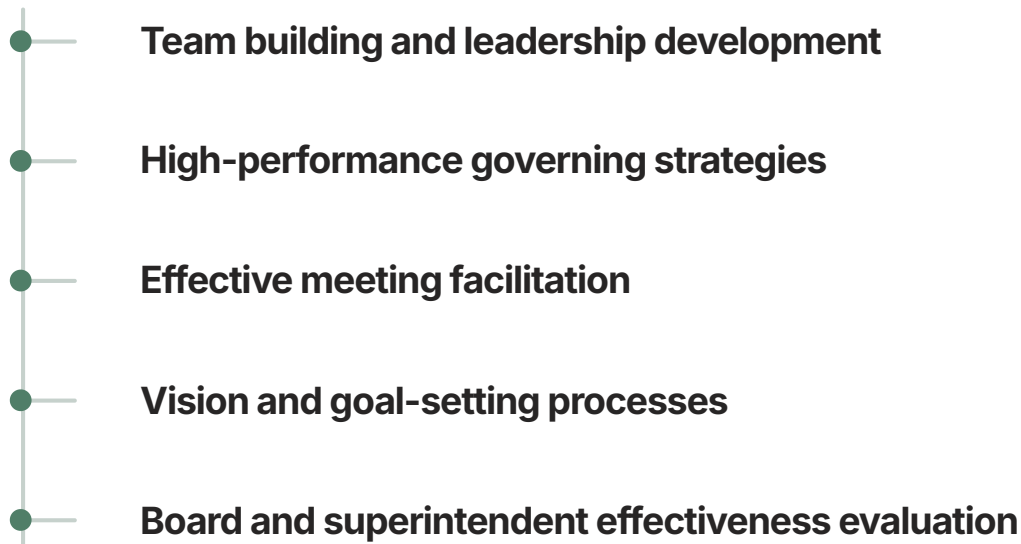 Team building and leadership development
High-performance governing strategies
Effective meeting facilitation
Vision and goal-setting processes
Board and superintendent effectiveness evaluation